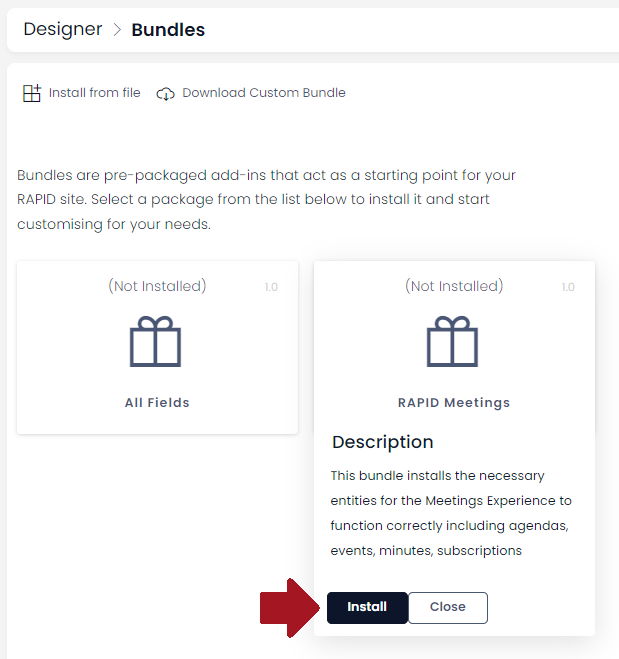 Designer > Bundles
Install from file Download Custom Bundle
Bundles are pre-packaged add-ins that act as a starting point for your
RAPID site. Select a package from the list below to install it and start
customising for your needs.
(Not Installed) 1.0
All Fields
(Not Installed) 1.0
RAPID Meetings
Description
This bundle installs the necessary
entities for the Meetings Experience to
function correctly including agendas,
events, minutes, subscriptions
Install Close